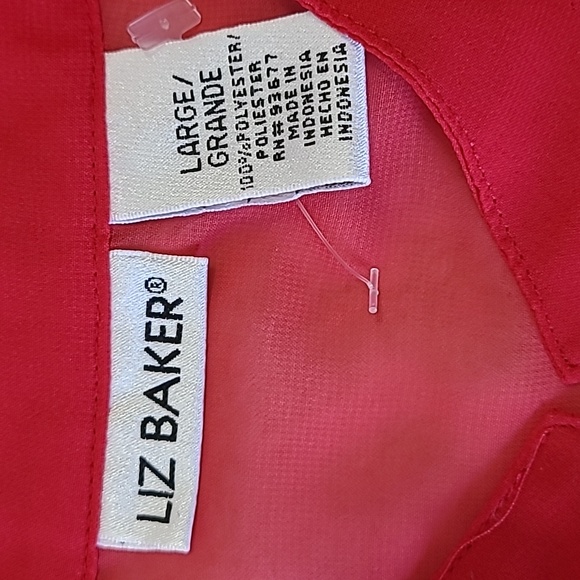 LARGE/
GRANDE
100%POLYESTER/
POLIESTER
RN# 93677
MADE IN
INDONESIA
HECHO EN
INDONESIA
LIZ BAKER®